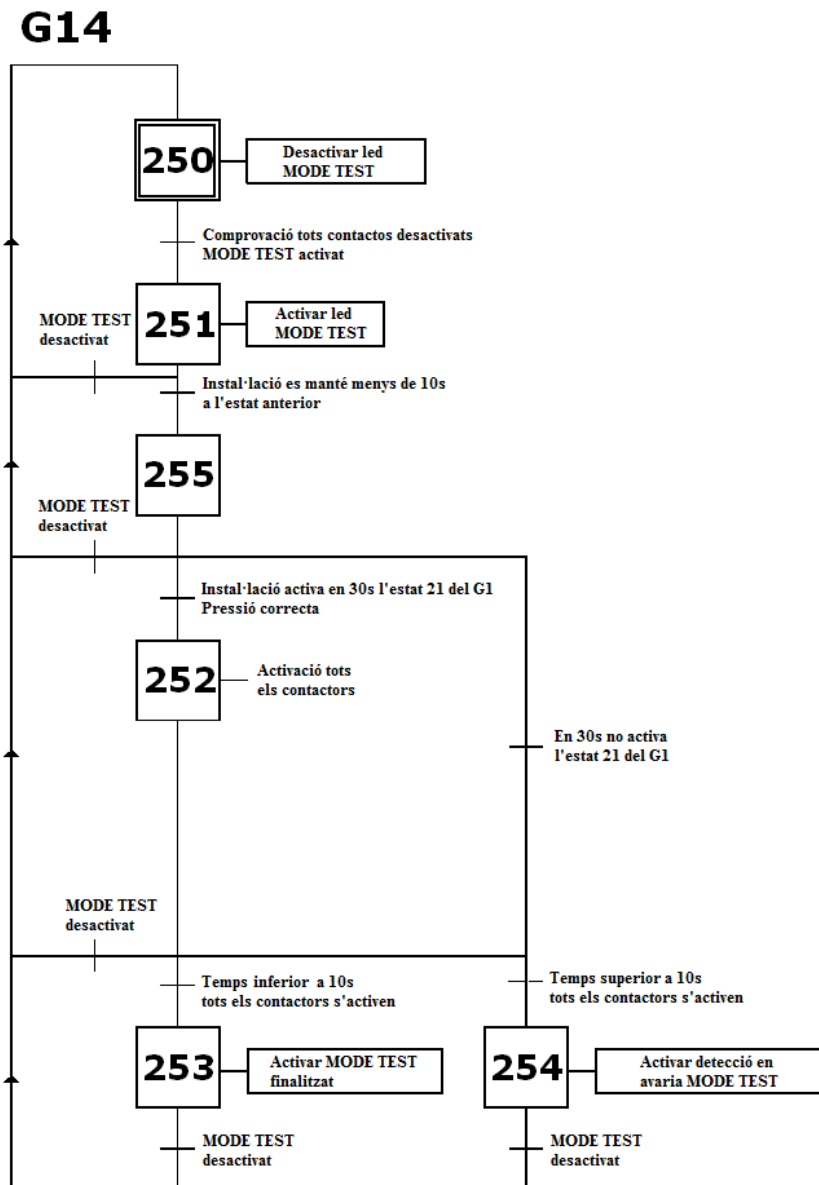 G14
250
Desactivar led
MODE TEST
Comprovació tots contactos desactivats
MODE TEST activat
MODE TEST
desactivat
251
Activar led
MODE TEST
Instal·lació es manté menys de 10s
a l'estat anterior
255
MODE TEST
desactivat
Instal·lació activa en 30s l'estat 21 del G1
Pressió correcta
252
Activació tots
els contactors
En 30s no activa
l'estat 21 del G1
MODE TEST
desactivat
Temps inferior a 10s
tots els contactors s'activen
Temps superior a 10s
tots els contactors s'activen
253
Activar MODE TEST
finalitzat
254
Activar detecció en
avaria MODE TEST
MODE TEST
desactivat
MODE TEST
desactivat